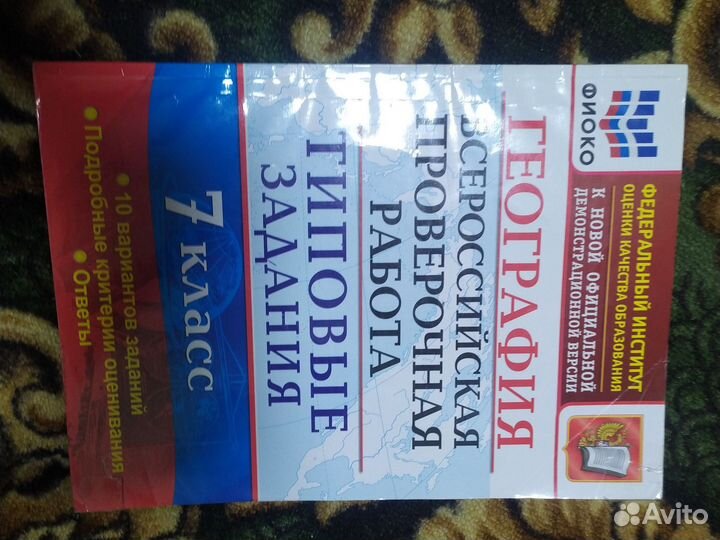 ФИОКО
ФЕДЕРАЛЬНЫЙ ИНСТИТУТ
ОЦЕНКИ КАЧЕСТВА ОБРАЗОВАНИЯ
К НОВОЙ ОФИЦИАЛЬНОЙ
ДЕМОНСТРАЦИОННОЙ ВЕРСИИ
ГЕОГРАФИЯ
ВСЕРОССИЙСКАЯ
ПРОВЕРОЧНАЯ
РАБОТА
ТИПОВЫЕ
ЗАДАНИЯ
7 класс
10 вариантов заданий
Подробные критерии оценивания
Ответы
Avito